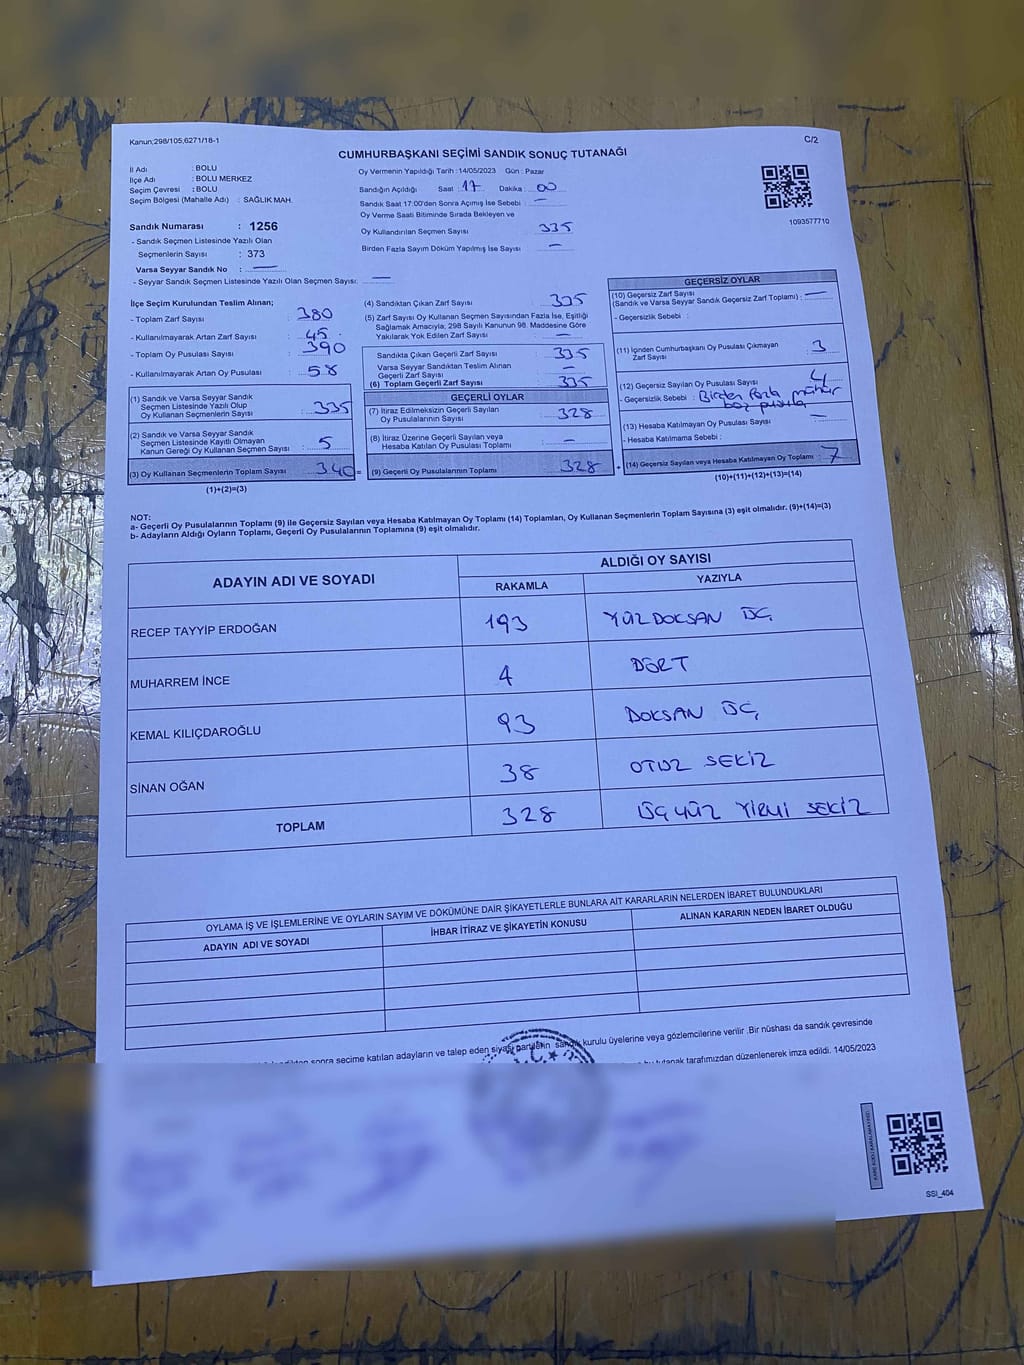 Kanun;298/105,6271/18-1
C/2
CUMHURBAŞKANI SEÇİMİ SANDIK SONUÇ TUTANAĞI
İl Adı : BOLU
İlçe Adı : BOLU MERKEZ
Seçim Çevresi : BOLU
Seçim Bölgesi (Mahalle Adı) : SAĞLIK MAH.
Oy Vermenin Yapıldığı Tarih : 14/05/2023 Gün : Pazar
Sandığın Açıldığı Saat : 17 Dakika : 00
Sandık Saat 17:00'den Sonra Açımış İse Sebebi : —
Oy Verme Saati Bitiminde Sırada Bekleyen ve
Oy Kullandırılan Seçmen Sayısı 335
Birden Fazla Sayım Döküm Yapılmış İse Sayısı : —
1093577710
Sandık Numarası : 1256
- Sandık Seçmen Listesinde Yazılı Olan
Seçmenlerin Sayısı : 373
Varsa Seyyar Sandık No : —
- Seyyar Sandık Seçmen Listesinde Yazılı Olan Seçmen Sayısı: —
İlçe Seçim Kurulundan Teslim Alınan;
- Toplam Zarf Sayısı : 380
- Kullanılmayarak Artan Zarf Sayısı : 45
- Toplam Oy Pusulası Sayısı : 390
- Kullanılmayarak Artan Oy Pusulası : 58
(1) Sandık ve Varsa Seyyar Sandık
Seçmen Listesinde Yazılı Olup
Oy Kullanan Seçmenlerin Sayısı : 335
(2) Sandık ve Varsa Seyyar Sandık
Seçmen Listesinde Kayıtlı Olmayan
Kanun Gereği Oy Kullanan Seçmen Sayısı : 5
(3) Oy Kullanan Seçmenlerin Toplam Sayısı 340 =
(1)+(2)=(3)
(4) Sandıktan Çıkan Zarf Sayısı : 335
(5) Zarf Sayısı Oy Kullanan Seçmen Sayısından Fazla İse, Eşitliği
Sağlamak Amacıyla; 298 Sayılı Kanunun 98. Maddesine Göre
Yakılarak Yok Edilen Zarf Sayısı : —
Sandıkta Çıkan Geçerli Zarf Sayısı : 335
Varsa Seyyar Sandıktan Teslim Alınan
Geçerli Zarf Sayısı : —
(6) Toplam Geçerli Zarf Sayısı : 335
GEÇERLİ OYLAR
(7) İtiraz Edilmeksizin Geçerli Sayılan
Oy Pusulalarının Sayısı : 328
(8) İtiraz Üzerine Geçerli Sayılan veya
Hesaba Katılan Oy Pusulası Toplamı : —
(9) Geçerli Oy Pusulalarının Toplamı 328 +
GEÇERSİZ OYLAR
(10) Geçersiz Zarf Sayısı
(Sandık ve Varsa Seyyar Sandık Geçersiz Zarf Toplamı) : —
- Geçersizlik Sebebi :
(11) İçinden Cumhurbaşkanı Oy Pusulası Çıkmayan
Zarf Sayısı : 3
(12) Geçersiz Sayılan Oy Pusulası Sayısı : 4
- Geçersizlik Sebebi : Birden fazla mühür
boş pusula
(13) Hesaba Katılmayan Oy Pusulası Sayısı : —
- Hesaba Katılmama Sebebi :
(14) Geçersiz Sayılan veya Hesaba Katılmayan Oy Toplamı : 7
(10)+(11)+(12)+(13)=(14)
NOT:
a- Geçerli Oy Pusulalarının Toplamı (9) ile Geçersiz Sayılan veya Hesaba Katılmayan Oy Toplamı (14) Toplamları, Oy Kullanan Seçmenlerin Toplam Sayısına (3) eşit olmalıdır. (9)+(14)=(3)
b- Adayların Aldığı Oyların Toplamı, Geçerli Oy Pusulalarının Toplamına (9) eşit olmalıdır.
ADAYIN ADI VE SOYADI ALDIĞI OY SAYISI
RAKAMLA YAZIYLA
RECEP TAYYİP ERDOĞAN 193 YÜZDOKSAN ÜÇ
MUHARREM İNCE 4 DÖRT
KEMAL KILIÇDAROĞLU 93 DOKSAN ÜÇ
SİNAN OĞAN 38 OTUZ SEKİZ
TOPLAM 328 ÜÇ YÜZ YİRMİ SEKİZ
OYLAMA İŞ VE İŞLEMLERİNE VE OYLARIN SAYIM VE DÖKÜMÜNE DAİR ŞİKAYETLERLE BUNLARA AİT KARARLARIN NELERDEN İBARET BULUNDUKLARI
ADAYIN ADI VE SOYADI İHBAR İTİRAZ VE ŞİKAYETİN KONUSU ALINAN KARARIN NEDEN İBARET OLDUĞU
sonra seçime katılan adayların ve talep eden siyasi partilerin sandık kurulu üyelerine veya gözlemcilerine verilir .Bir nüshası da sandık çevresinde
tutanak tarafımızdan düzenlenerek imza edildi. 14/05/2023
SSI_404